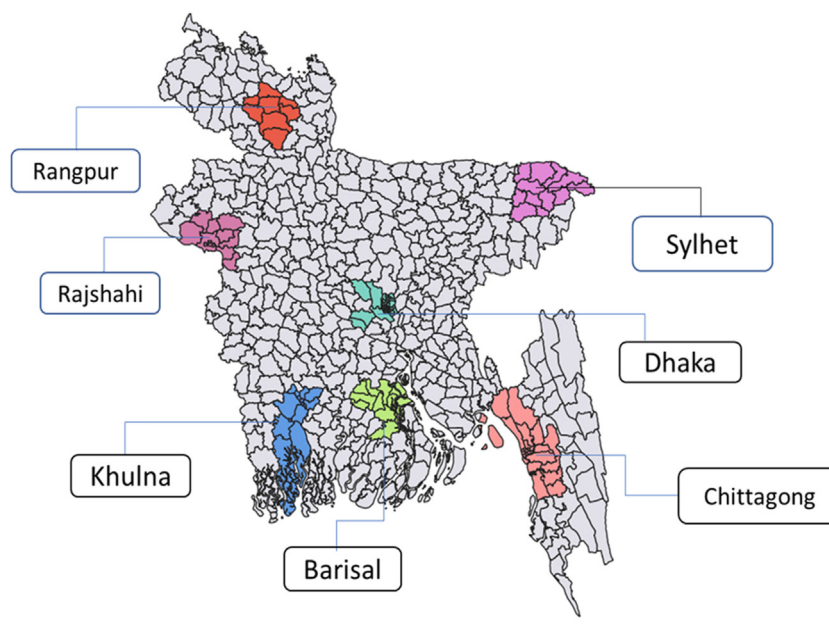 Rangpur
Sylhet
Rajshahi
Dhaka
Khulna
Chittagong
Barisal